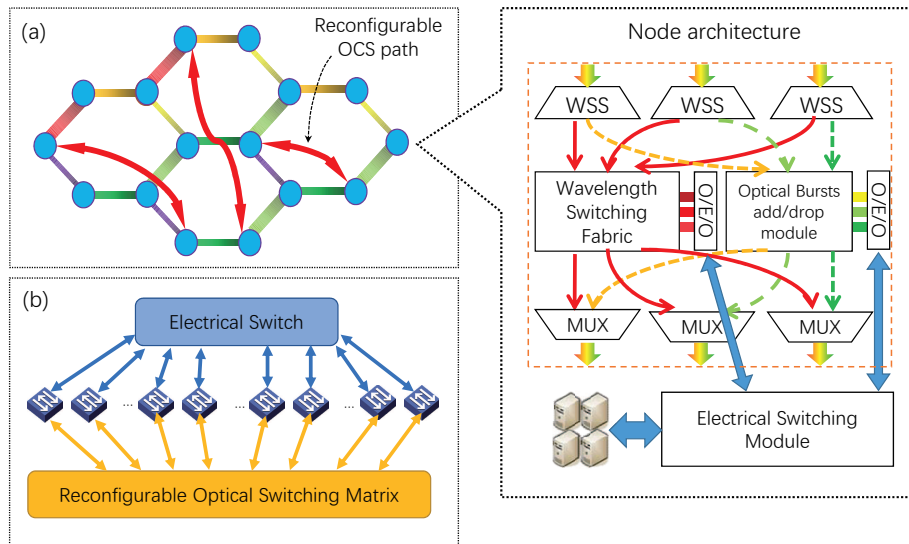 (a)
Reconfigurable
OCS path
Node architecture
WSS
WSS
WSS
Wavelength
Switching
Fabric
O/E/O
Optical Bursts
add/drop
module
O/E/O
MUX
MUX
MUX
Electrical Switching
Module
(b)
Electrical Switch
... ... ...
Reconfigurable Optical Switching Matrix